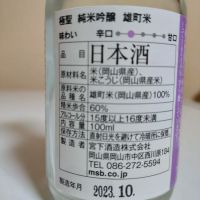 極聖 純米吟醸 雄町米
味わい 辛口 甘口
日本酒
原材料名 米(岡山県産)、
米こうじ(岡山県産米)
原料米の品種 雄町米(岡山県産)100%
精米歩合 60%
アルコール分 15度以上16度未満
内容量 100ml
保存方法 直射日光を避けて冷暗所に保管
製造者 宮下酒造株式会社
岡山県岡山市中区西川原184
TEL 086-272-5594
msb.co.jp
製造年月 2023.10.